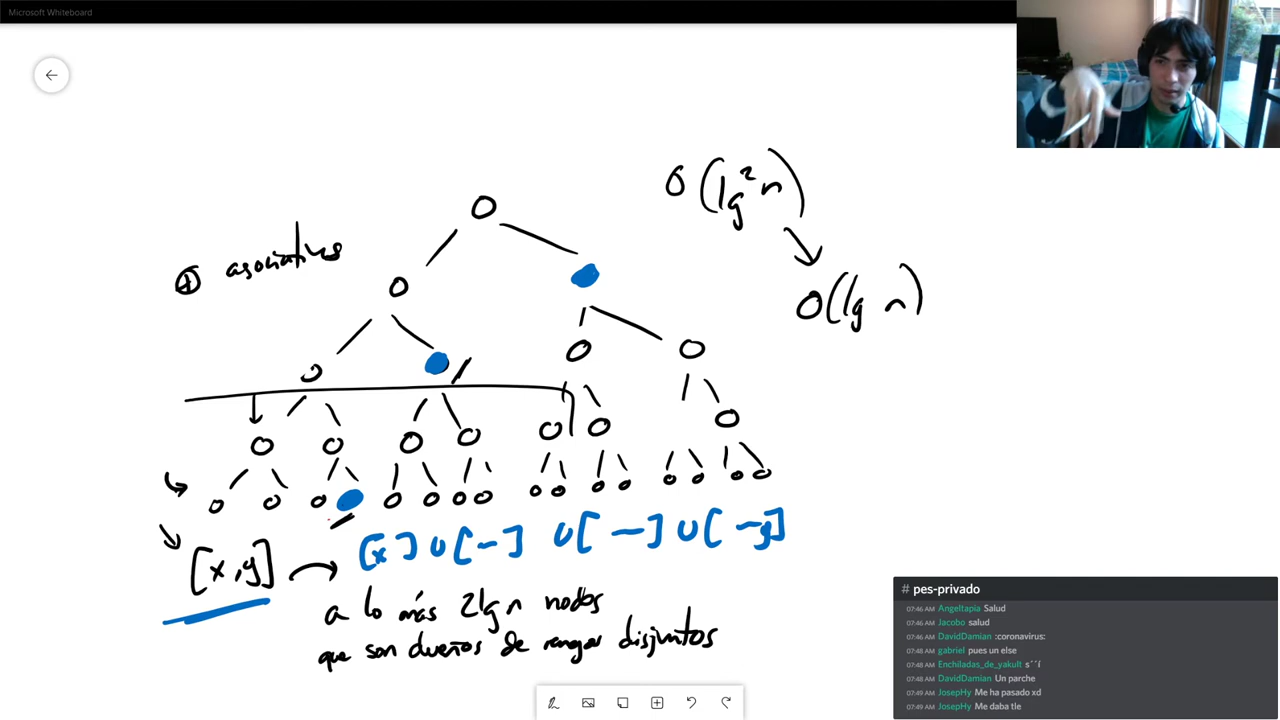 Microsoft Whiteboard
O(lg²n)
⊕ asociativas
O(lg n)
[x,y] → [x] ∪ [-] ∪ [-] ∪ [-y]
a lo más 2lg n nodos
que son dueños de rangos disjuntos
# pes-privado
07:46 AM Angeltapia Salud
07:46 AM Jacobo salud
07:46 AM DavidDamian :coronavirus:
07:48 AM gabriel pues un else
07:48 AM Enchiladas_de_yakult s´´í
07:48 AM DavidDamian Un parche
07:49 AM JosepHy Me ha pasado xd
07:49 AM JosepHy Me daba tle